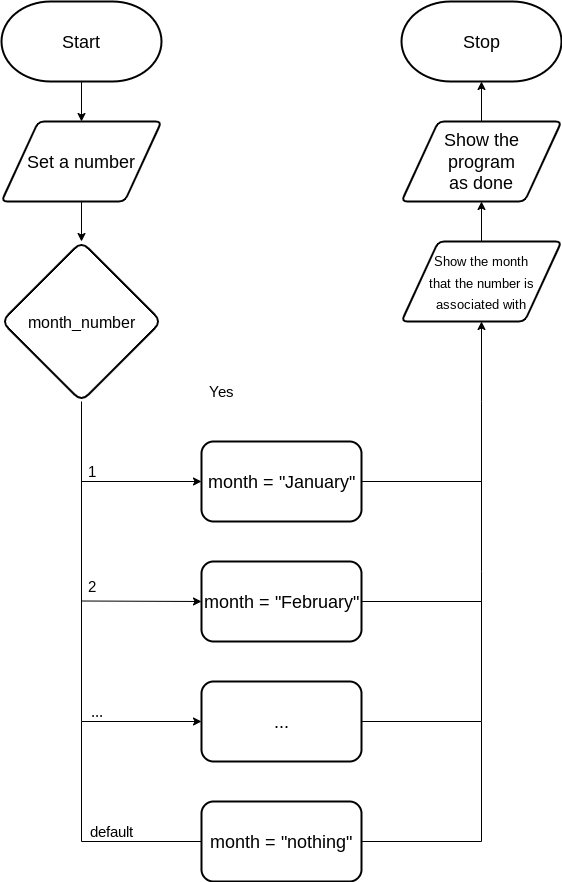 Start
Set a number
month_number
Yes
1
month = "January"
2
month = "February"
...
...
default
month = "nothing"
Show the month
that the number is
associated with
Show the
program
as done
Stop